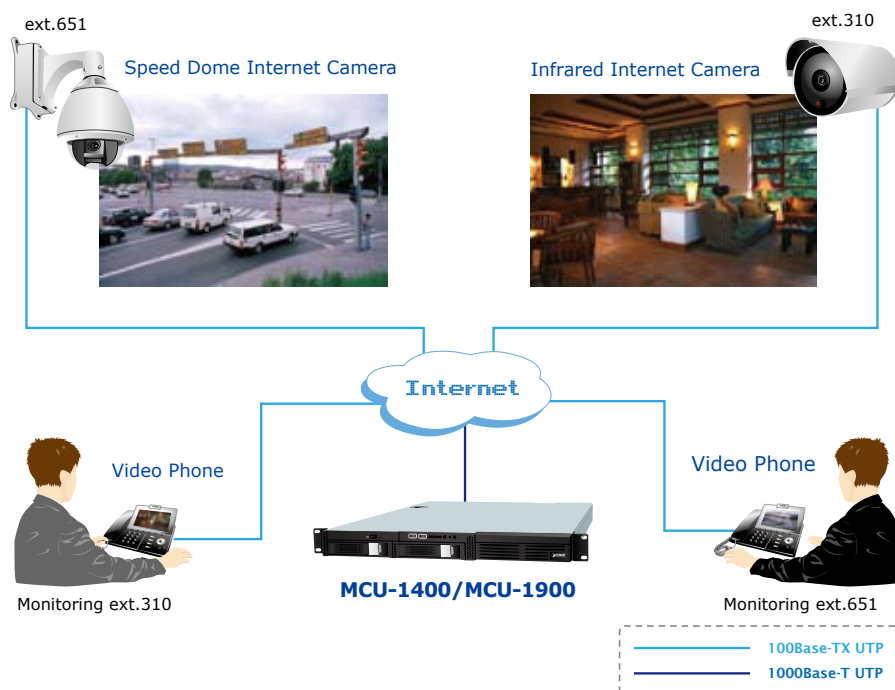 ext.651
ext.310
Speed Dome Internet Camera
Infrared Internet Camera
Internet
Video Phone
Video Phone
MCU-1400/MCU-1900
Monitoring ext.310
Monitoring ext.651
100Base-TX UTP
1000Base-T UTP